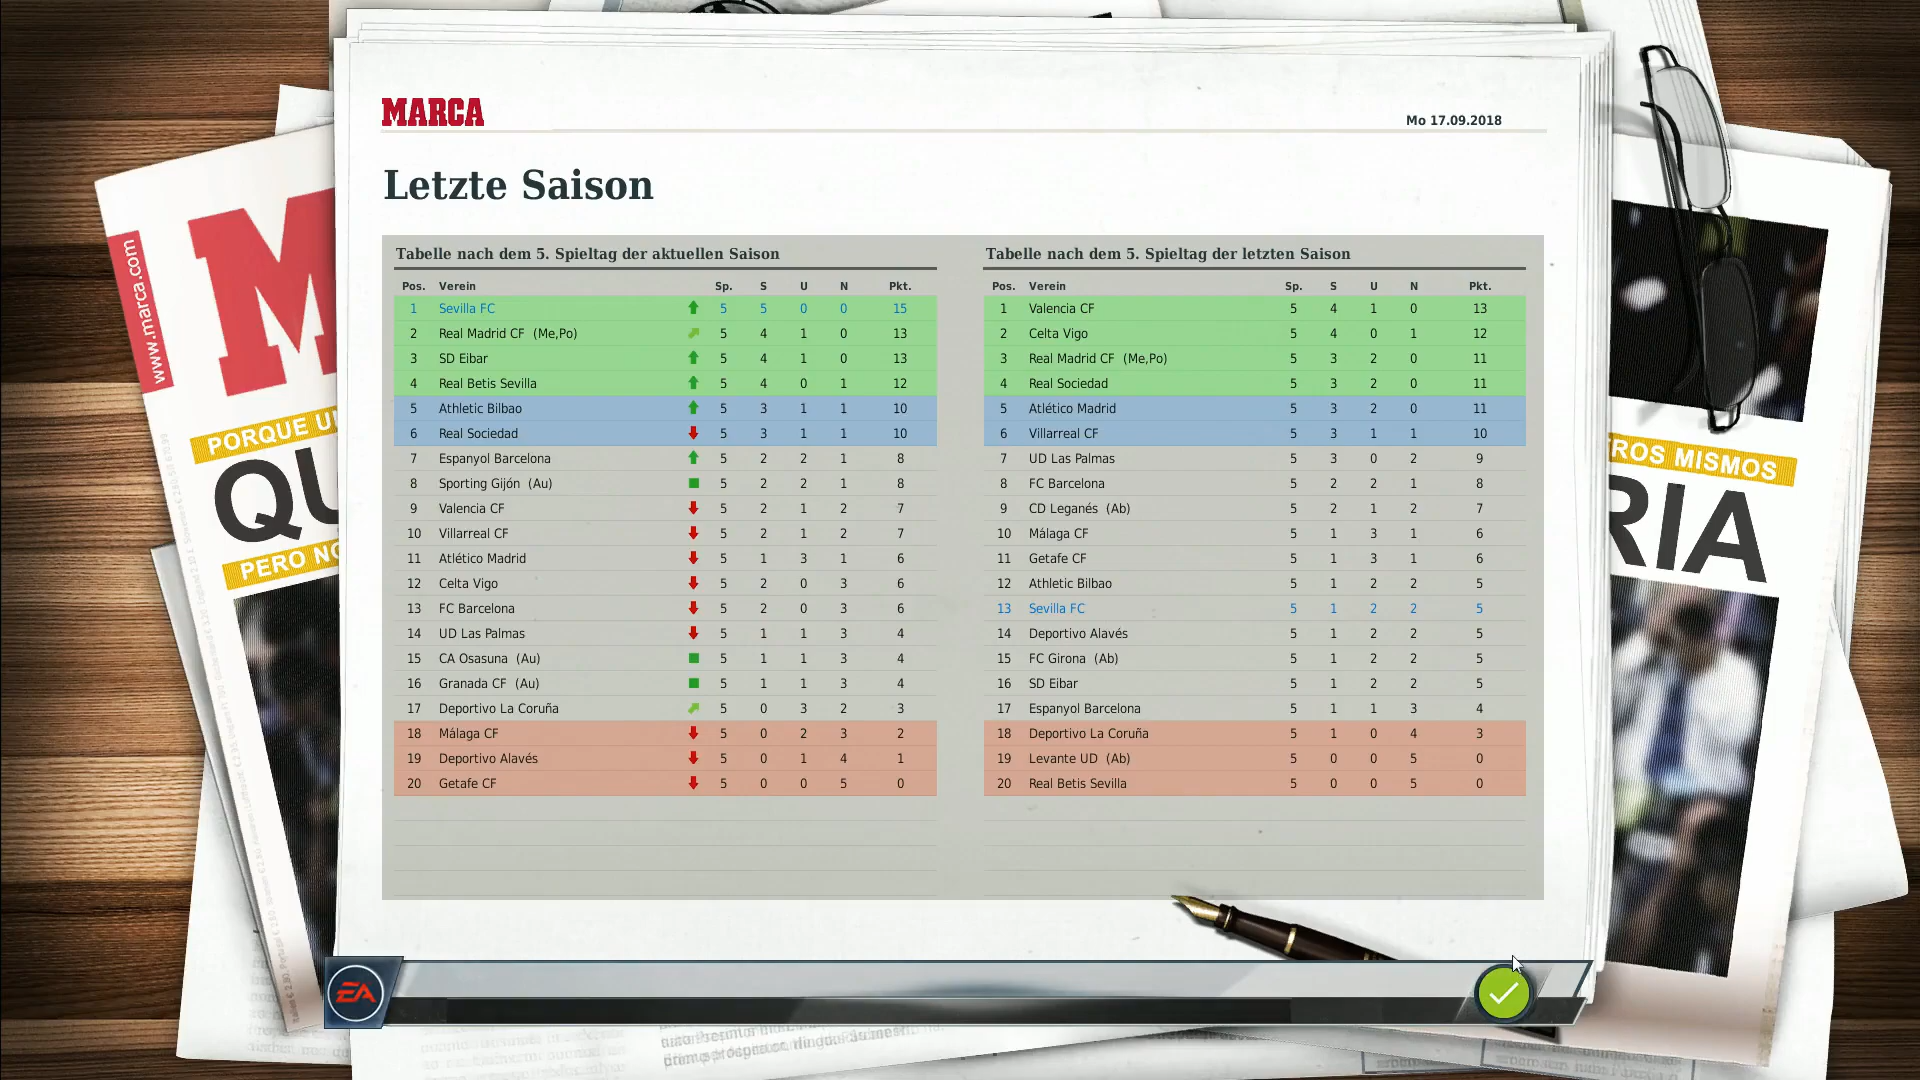 MARCA
Mo 17.09.2018
Letzte Saison
Tabelle nach dem 5. Spieltag der aktuellen Saison
Pos. Verein Sp. S U N Pkt.
1 Sevilla FC 5 5 0 0 15
2 Real Madrid CF (Me,Po) 5 4 1 0 13
3 SD Eibar 5 4 1 0 13
4 Real Betis Sevilla 5 4 0 1 12
5 Athletic Bilbao 5 3 1 1 10
6 Real Sociedad 5 3 1 1 10
7 Espanyol Barcelona 5 2 2 1 8
8 Sporting Gijón (Au) 5 2 2 1 8
9 Valencia CF 5 2 1 2 7
10 Villarreal CF 5 2 1 2 7
11 Atlético Madrid 5 1 3 1 6
12 Celta Vigo 5 2 0 3 6
13 FC Barcelona 5 2 0 3 6
14 UD Las Palmas 5 1 1 3 4
15 CA Osasuna (Au) 5 1 1 3 4
16 Granada CF (Au) 5 1 1 3 4
17 Deportivo La Coruña 5 0 3 2 3
18 Málaga CF 5 0 2 3 2
19 Deportivo Alavés 5 0 1 4 1
20 Getafe CF 5 0 0 5 0
Tabelle nach dem 5. Spieltag der letzten Saison
Pos. Verein Sp. S U N Pkt.
1 Valencia CF 5 4 1 0 13
2 Celta Vigo 5 4 0 1 12
3 Real Madrid CF (Me,Po) 5 3 2 0 11
4 Real Sociedad 5 3 2 0 11
5 Atlético Madrid 5 3 2 0 11
6 Villarreal CF 5 3 1 1 10
7 UD Las Palmas 5 3 0 2 9
8 FC Barcelona 5 2 2 1 8
9 CD Leganés (Ab) 5 2 1 2 7
10 Málaga CF 5 1 3 1 6
11 Getafe CF 5 1 3 1 6
12 Athletic Bilbao 5 1 2 2 5
13 Sevilla FC 5 1 2 2 5
14 Deportivo Alavés 5 1 2 2 5
15 FC Girona (Ab) 5 1 2 2 5
16 SD Eibar 5 1 2 2 5
17 Espanyol Barcelona 5 1 1 3 4
18 Deportivo La Coruña 5 1 0 4 3
19 Levante UD (Ab) 5 0 0 5 0
20 Real Betis Sevilla 5 0 0 5 0
www.marca.com
M
PORQUE
QU
PERO
ROS MISMOS
RIA
EA